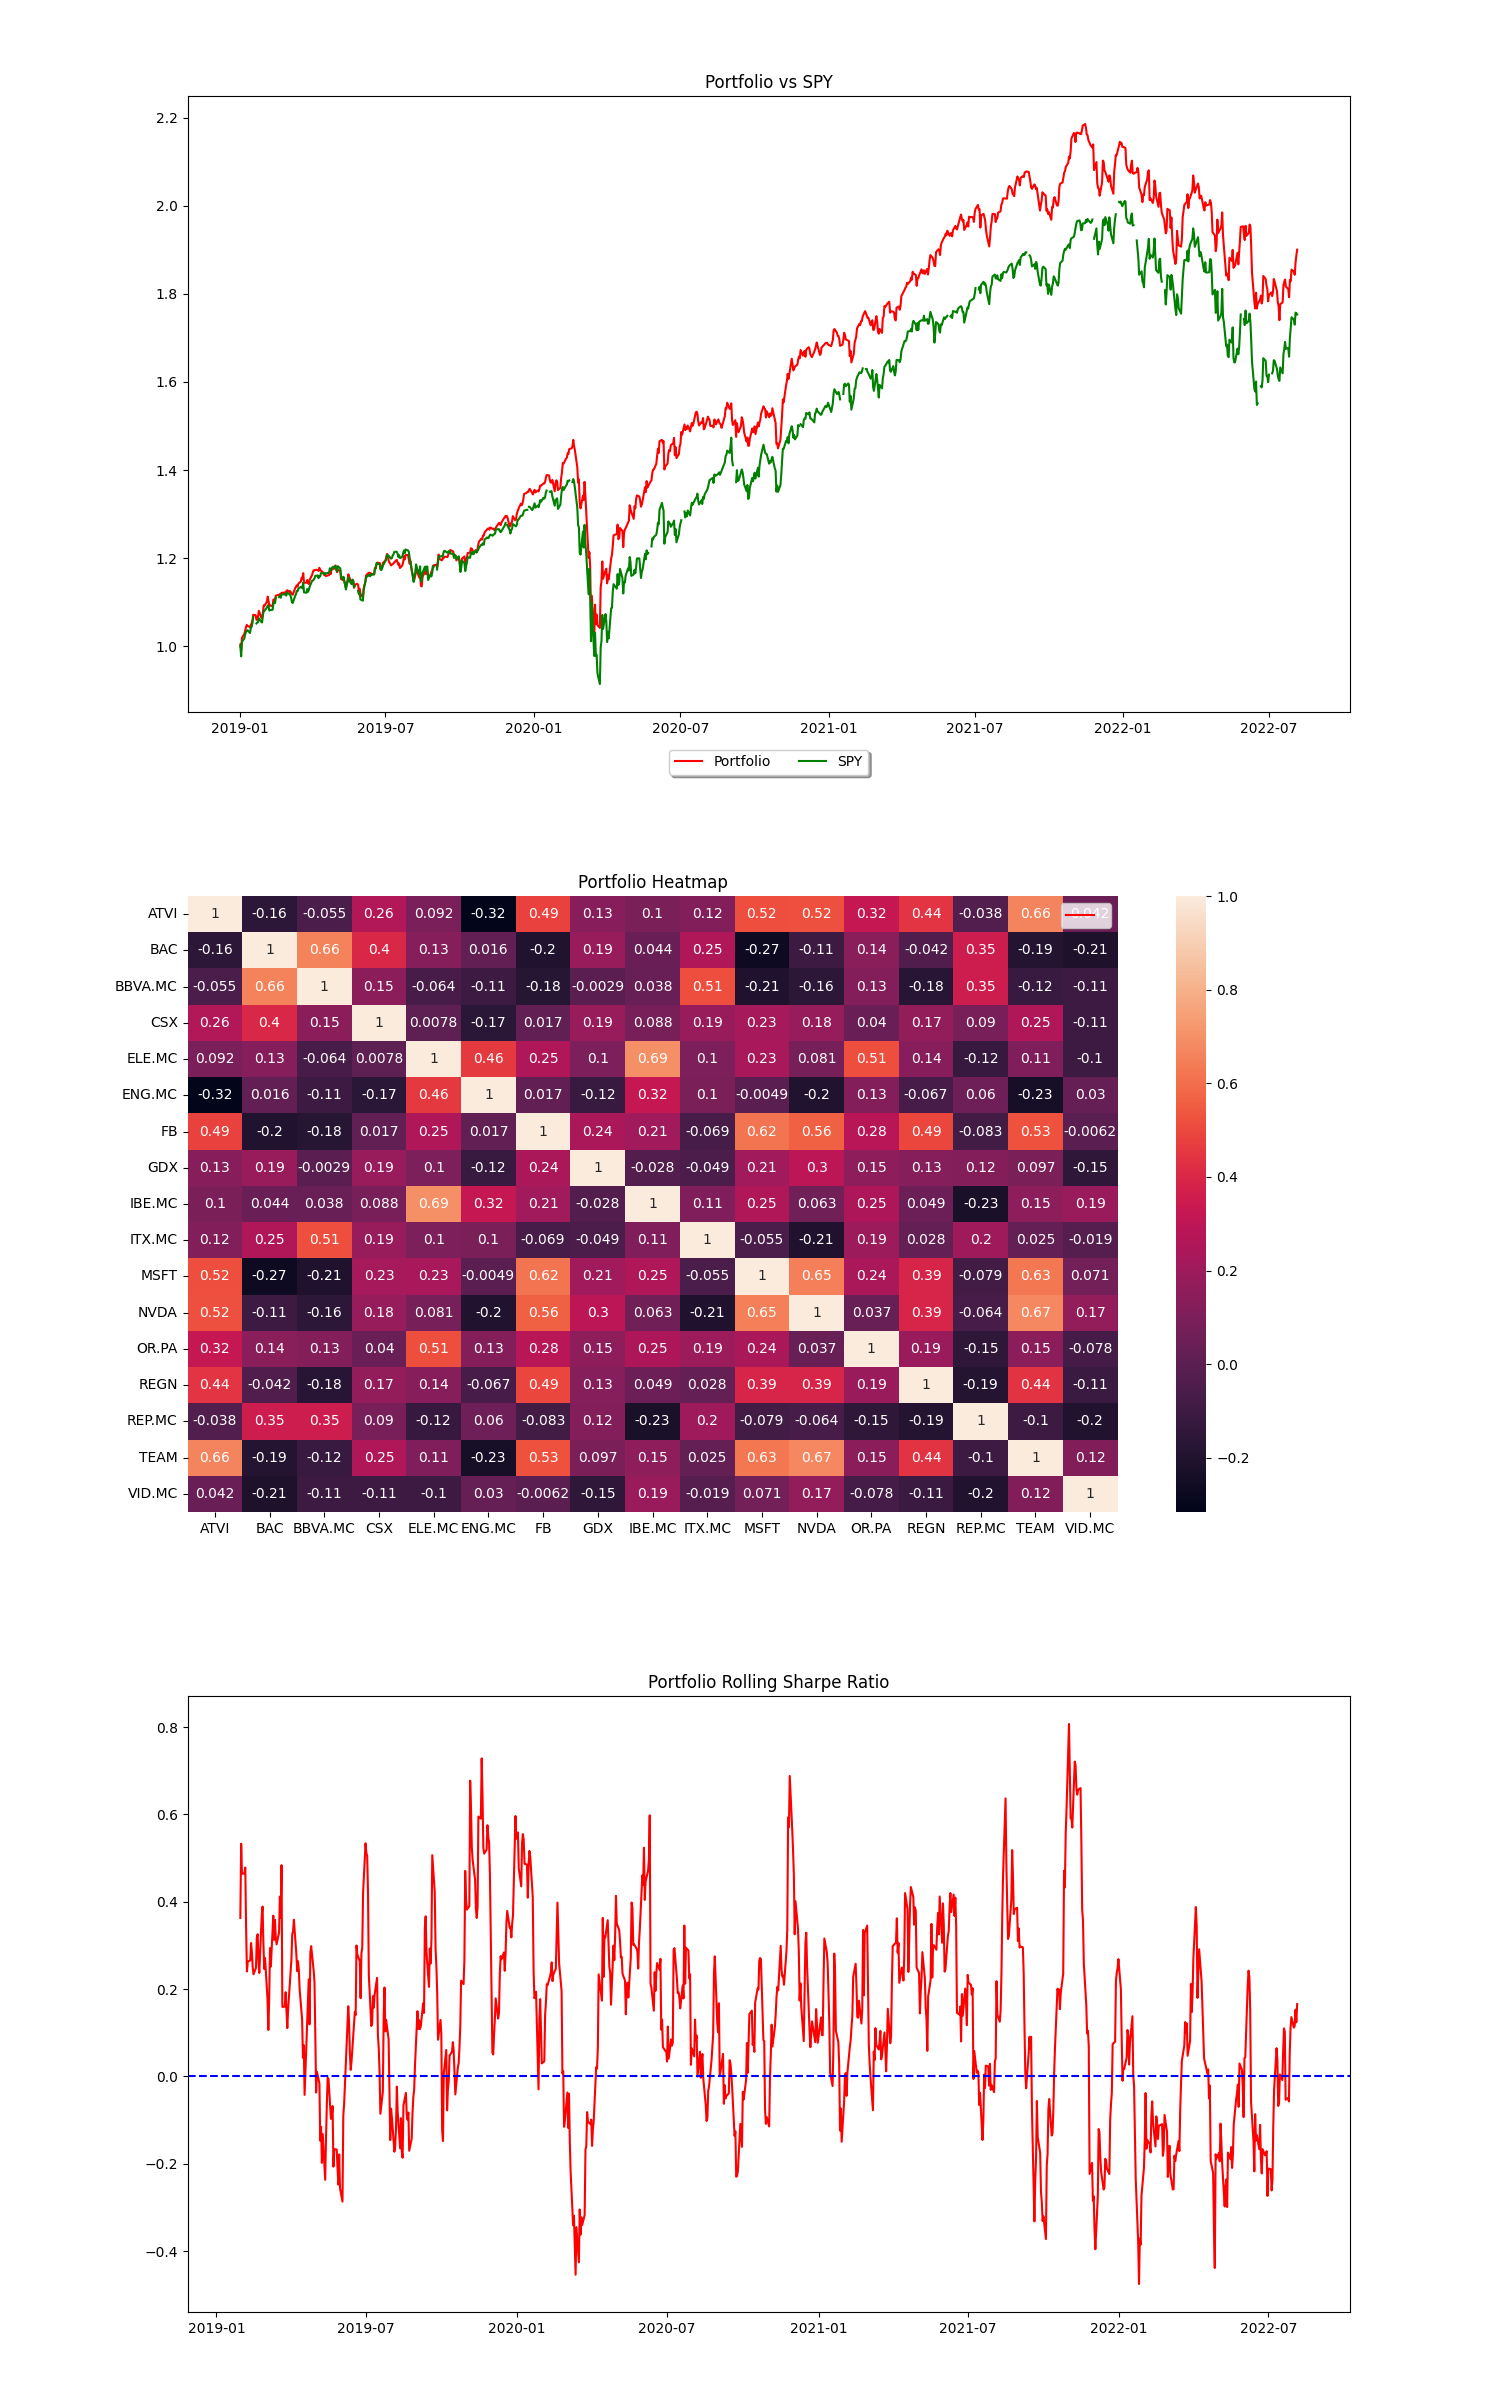 Portfolio vs SPY
2.2
2.0
1.8
1.6
1.4
1.2
1.0
2019-01 2019-07 2020-01 2020-07 2021-01 2021-07 2022-01 2022-07
Portfolio SPY
Portfolio Heatmap
ATVI 1 -0.16 -0.055 0.26 0.092 -0.32 0.49 0.13 0.1 0.12 0.52 0.52 0.32 0.44 -0.038 0.66
BAC -0.16 1 0.66 0.4 0.13 0.016 -0.2 0.19 0.044 0.25 -0.27 -0.11 0.14 -0.042 0.35 -0.19 -0.21
BBVA.MC -0.055 0.66 1 0.15 -0.064 -0.11 -0.18 -0.0029 0.038 0.51 -0.21 -0.16 0.13 -0.18 0.35 -0.12 -0.11
CSX 0.26 0.4 0.15 1 0.0078 -0.17 0.017 0.19 0.088 0.19 0.23 0.18 0.04 0.17 0.09 0.25 -0.11
ELE.MC 0.092 0.13 -0.064 0.0078 1 0.46 0.25 0.1 0.69 0.1 0.23 0.081 0.51 0.14 -0.12 0.11 -0.1
ENG.MC -0.32 0.016 -0.11 -0.17 0.46 1 0.017 -0.12 0.32 0.1 -0.0049 -0.2 0.13 -0.067 0.06 -0.23 0.03
FB 0.49 -0.2 -0.18 0.017 0.25 0.017 1 0.24 0.21 -0.069 0.62 0.56 0.28 0.49 -0.083 0.53 -0.0062
GDX 0.13 0.19 -0.0029 0.19 0.1 -0.12 0.24 1 -0.028 -0.049 0.21 0.3 0.15 0.13 0.12 0.097 -0.15
IBE.MC 0.1 0.044 0.038 0.088 0.69 0.32 0.21 -0.028 1 0.11 0.25 0.063 0.25 0.049 -0.23 0.15 0.19
ITX.MC 0.12 0.25 0.51 0.19 0.1 0.1 -0.069 -0.049 0.11 1 -0.055 -0.21 0.19 0.028 0.2 0.025 -0.019
MSFT 0.52 -0.27 -0.21 0.23 0.23 -0.0049 0.62 0.21 0.25 -0.055 1 0.65 0.24 0.39 -0.079 0.63 0.071
NVDA 0.52 -0.11 -0.16 0.18 0.081 -0.2 0.56 0.3 0.063 -0.21 0.65 1 0.037 0.39 -0.064 0.67 0.17
OR.PA 0.32 0.14 0.13 0.04 0.51 0.13 0.28 0.15 0.25 0.19 0.24 0.037 1 0.19 -0.15 0.15 -0.078
REGN 0.44 -0.042 -0.18 0.17 0.14 -0.067 0.49 0.13 0.049 0.028 0.39 0.39 0.19 1 -0.19 0.44 -0.11
REP.MC -0.038 0.35 0.35 0.09 -0.12 0.06 -0.083 0.12 -0.23 0.2 -0.079 -0.064 -0.15 -0.19 1 -0.1 -0.2
TEAM 0.66 -0.19 -0.12 0.25 0.11 -0.23 0.53 0.097 0.15 0.025 0.63 0.67 0.15 0.44 -0.1 1 0.12
VID.MC 0.042 -0.21 -0.11 -0.11 -0.1 0.03 -0.0062 -0.15 0.19 -0.019 0.071 0.17 -0.078 -0.11 -0.2 0.12 1
ATVI BAC BBVA.MC CSX ELE.MC ENG.MC FB GDX IBE.MC ITX.MC MSFT NVDA OR.PA REGN REP.MC TEAM VID.MC
1.0
0.8
0.6
0.4
0.2
0.0
−0.2
Portfolio Rolling Sharpe Ratio
0.8
0.6
0.4
0.2
0.0
−0.2
−0.4
2019-01 2019-07 2020-01 2020-07 2021-01 2021-07 2022-01 2022-07